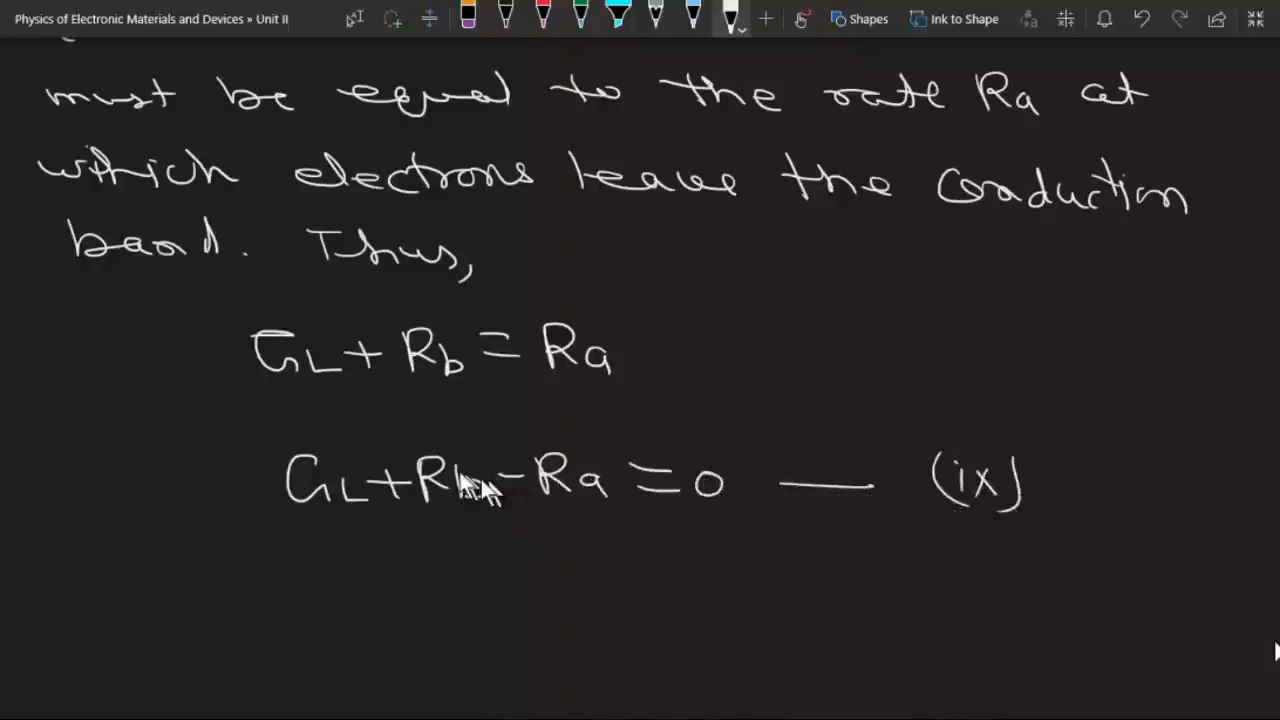 Physics of Electronic Materials and Devices » Unit II
Shapes
Ink to Shape
must be equal to the rate Ra at
which electrons leave the conduction
band. Thus,
GL + Rb = Ra
GL + Rb - Ra = 0 — (ix)